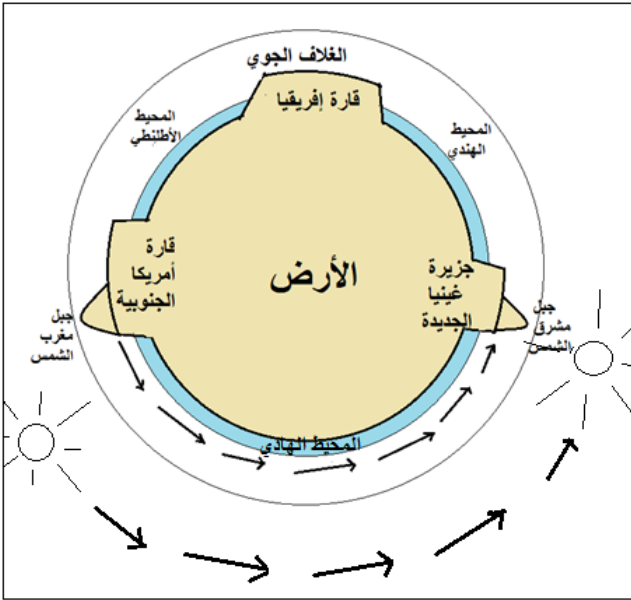 الغلاف الجوي
قارة إفريقيا
المحيط
الأطلنطي
المحيط
الهندي
الأرض
قارة
أمريكا
الجنوبية
جزيرة
غينيا
الجديدة
جبل
مغرب
الشمس
جبل
مشرق
الشمس
المحيط الهادي